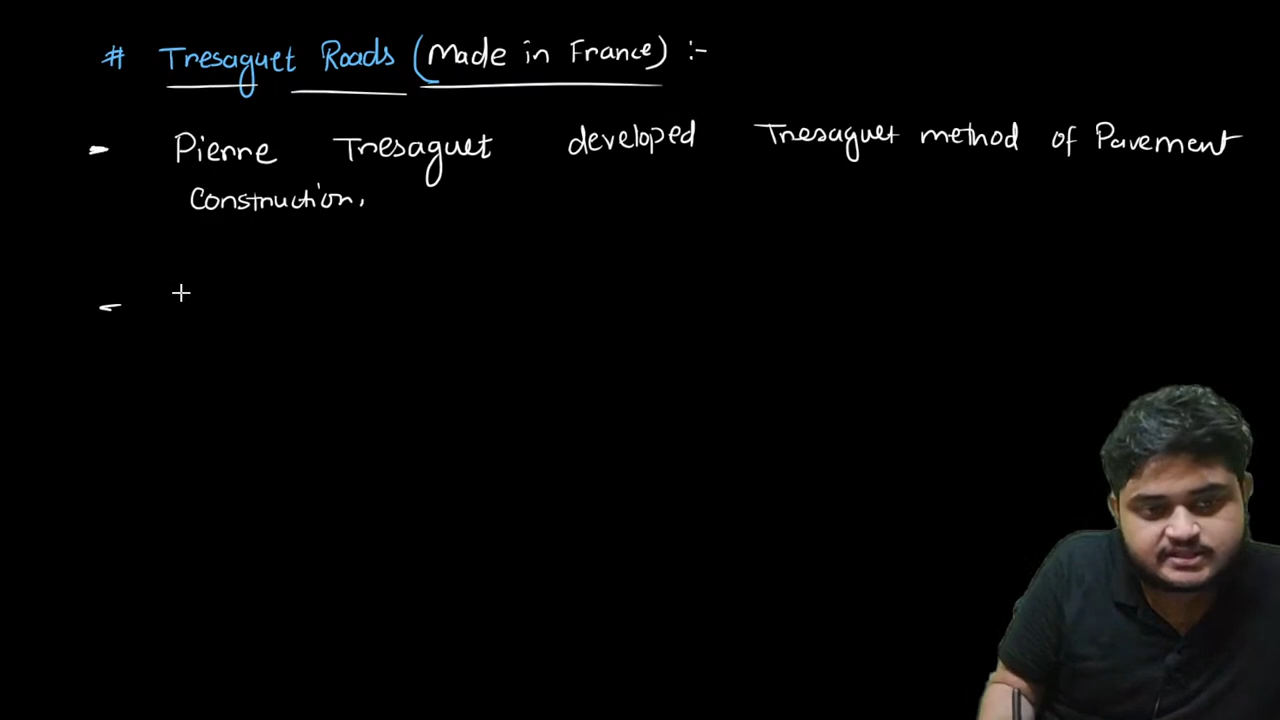 # Tresaguet Roads (Made in France) :-
- Pierre Tresaguet developed Tresaguet method of Pavement
Construction.
-